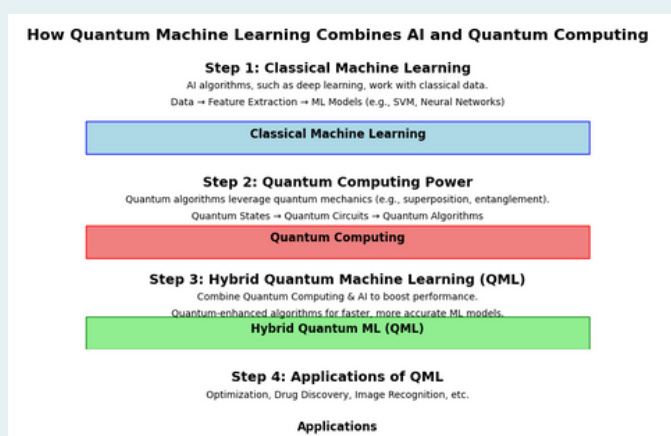 How Quantum Machine Learning Combines AI and Quantum Computing
Step 1: Classical Machine Learning
AI algorithms, such as deep learning, work with classical data.
Data → Feature Extraction → ML Models (e.g., SVM, Neural Networks)
Classical Machine Learning
Step 2: Quantum Computing Power
Quantum algorithms leverage quantum mechanics (e.g., superposition, entanglement).
Quantum States → Quantum Circuits → Quantum Algorithms
Quantum Computing
Step 3: Hybrid Quantum Machine Learning (QML)
Combine Quantum Computing & AI to boost performance.
Quantum-enhanced algorithms for faster, more accurate ML models.
Hybrid Quantum ML (QML)
Step 4: Applications of QML
Optimization, Drug Discovery, Image Recognition, etc.
Applications